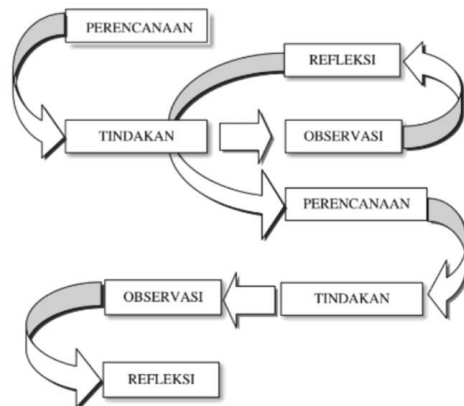 PERENCANAAN
REFLEKSI
TINDAKAN
OBSERVASI
PERENCANAAN
TINDAKAN
OBSERVASI
REFLEKSI